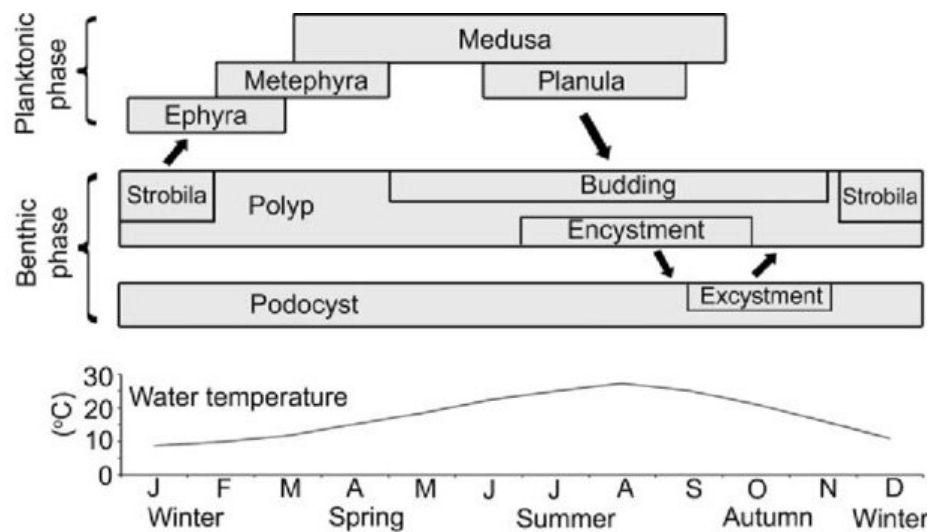 Planktonic
phase
Medusa
Metephyra
Planula
Ephyra
Benthic
phase
Strobila
Polyp
Budding
Strobila
Encystment
Podocyst
Excystment
Water temperature
(°C)
30
20
10
0
J F M A M J J A S O N D
Winter Spring Summer Autumn Winter